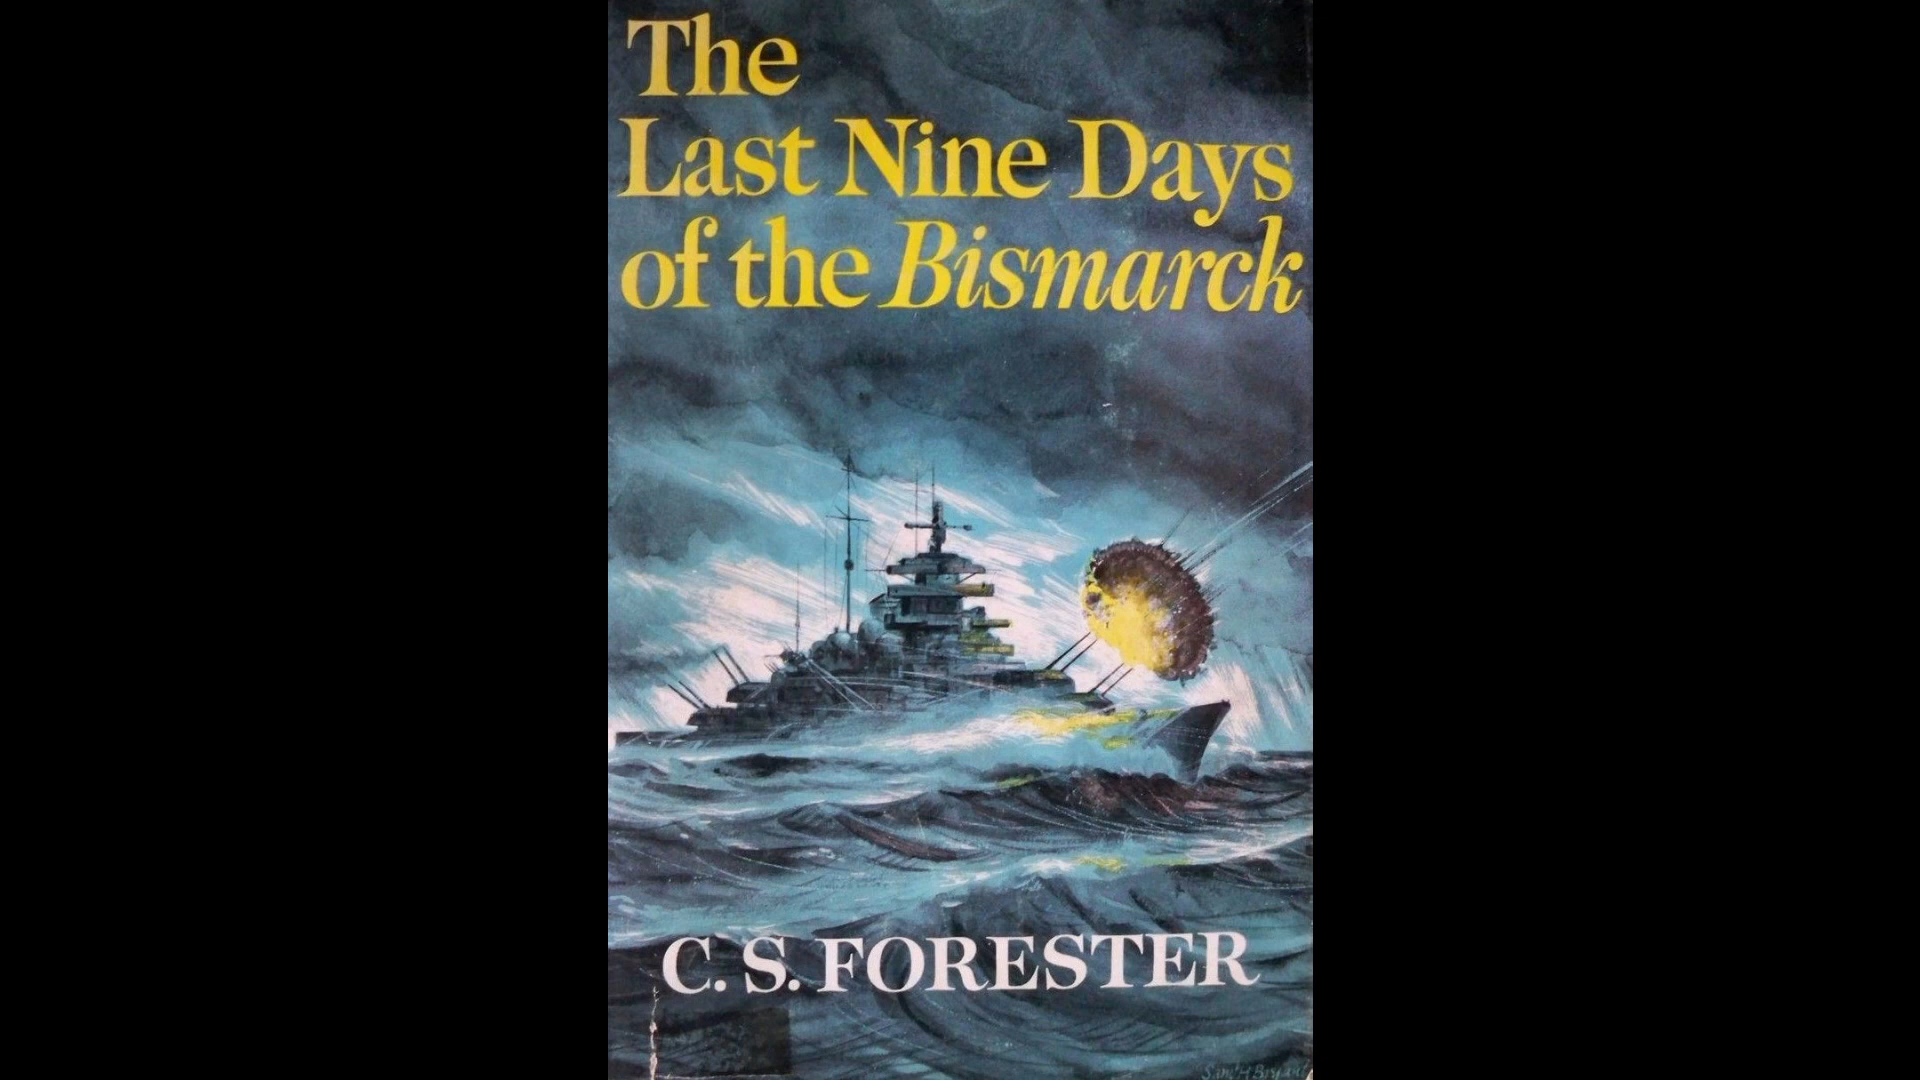 The
Last Nine Days
of the Bismarck
C. S. FORESTER